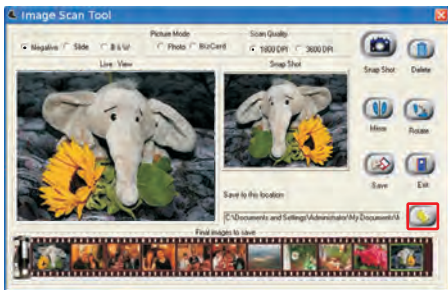 Image Scan Tool
Picture Mode
Scan Quality
Negative Slide B & W Photo BizCard 1800 DPI 3600 DPI
Live View
Snap Shot
Snap Shot Delete
Mirror Rotate
Save to this location
Save Exit
C:\Documents and Settings\Administrator\My Documents\
Final images to save